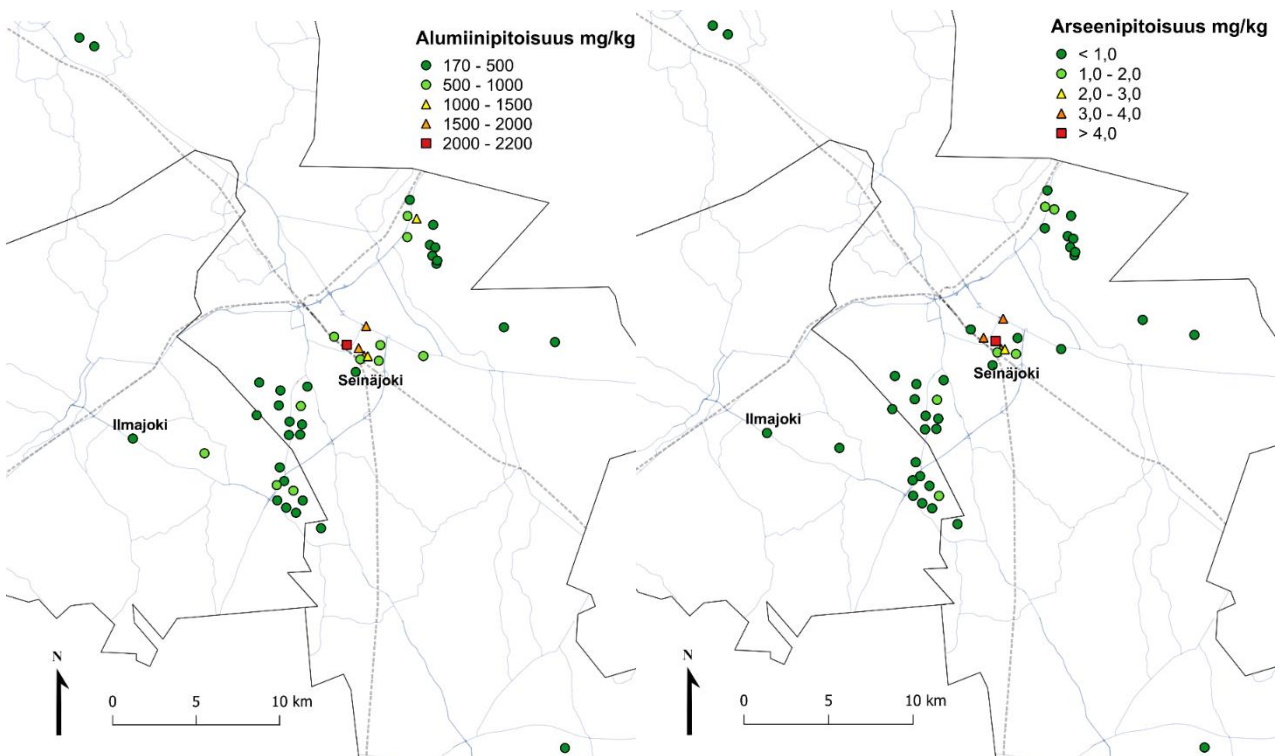 Alumiinipitoisuus mg/kg
170 - 500
500 - 1000
1000 - 1500
1500 - 2000
2000 - 2200
Seinäjoki
Ilmajoki
N
0 5 10 km
Arseenipitoisuus mg/kg
< 1,0
1,0 - 2,0
2,0 - 3,0
3,0 - 4,0
> 4,0
Seinäjoki
Ilmajoki
N
0 5 10 km